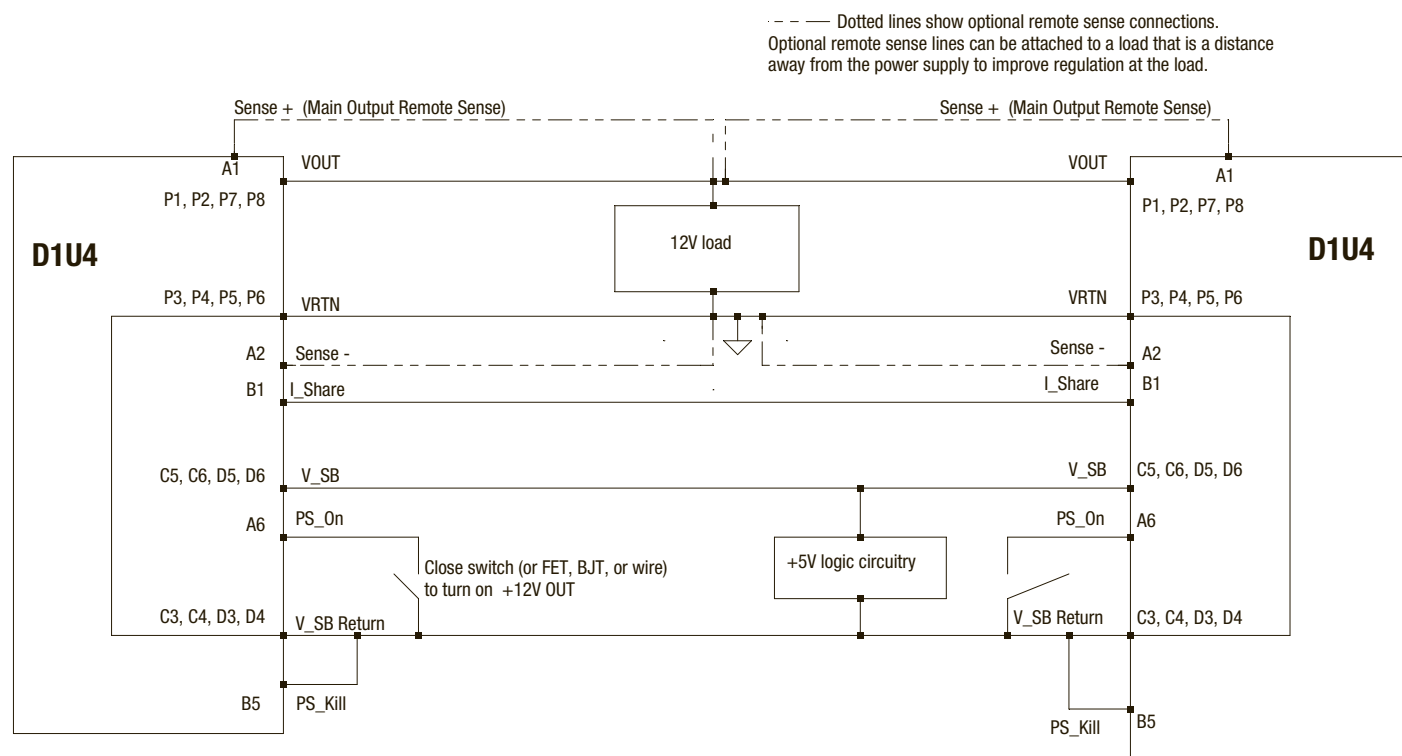 Dotted lines show optional remote sense connections.
Optional remote sense lines can be attached to a load that is a distance
away from the power supply to improve regulation at the load.
Sense + (Main Output Remote Sense)
Sense + (Main Output Remote Sense)
A1
VOUT
VOUT
A1
P1, P2, P7, P8
P1, P2, P7, P8
D1U4
12V load
D1U4
P3, P4, P5, P6
VRTN
VRTN
P3, P4, P5, P6
A2
Sense -
Sense -
A2
B1
I_Share
I_Share
B1
C5, C6, D5, D6
V_SB
V_SB
C5, C6, D5, D6
A6
PS_On
PS_On
A6
Close switch (or FET, BJT, or wire)
to turn on +12V OUT
+5V logic circuitry
C3, C4, D3, D4
V_SB Return
V_SB Return
C3, C4, D3, D4
B5
PS_Kill
PS_Kill
B5